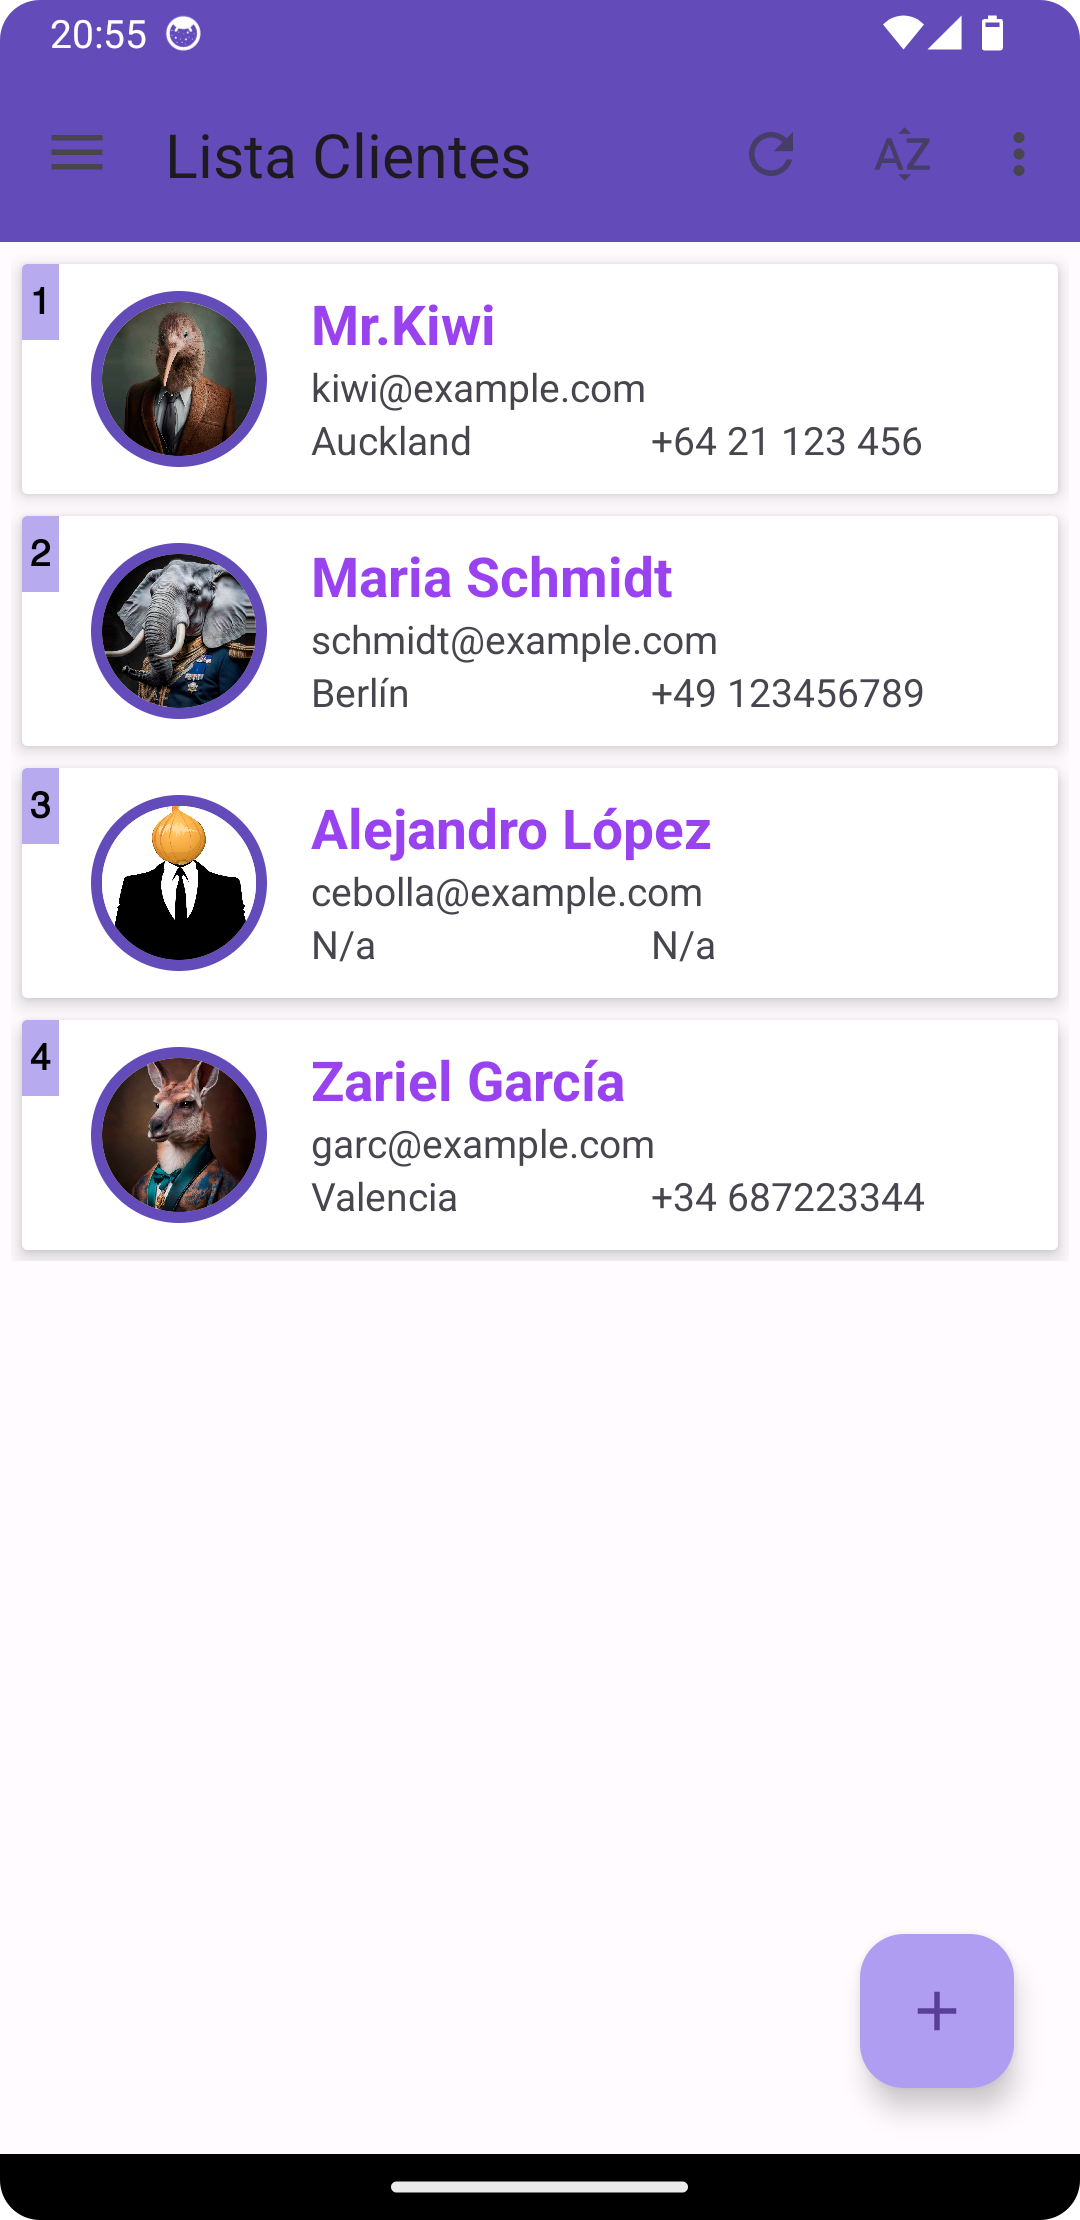 20:55
Lista Clientes
AZ
1
Mr.Kiwi
kiwi@example.com
Auckland +64 21 123 456
2
Maria Schmidt
schmidt@example.com
Berlín +49 123456789
3
Alejandro López
cebolla@example.com
N/a N/a
4
Zariel García
garc@example.com
Valencia +34 687223344